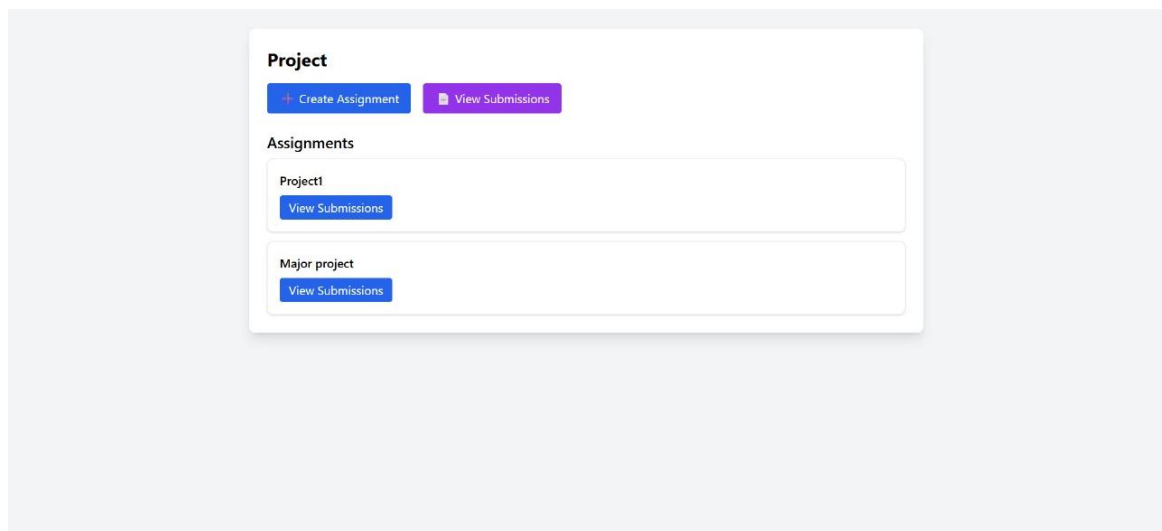 Project
Create Assignment View Submissions
Assignments
Project1
View Submissions
Major project
View Submissions